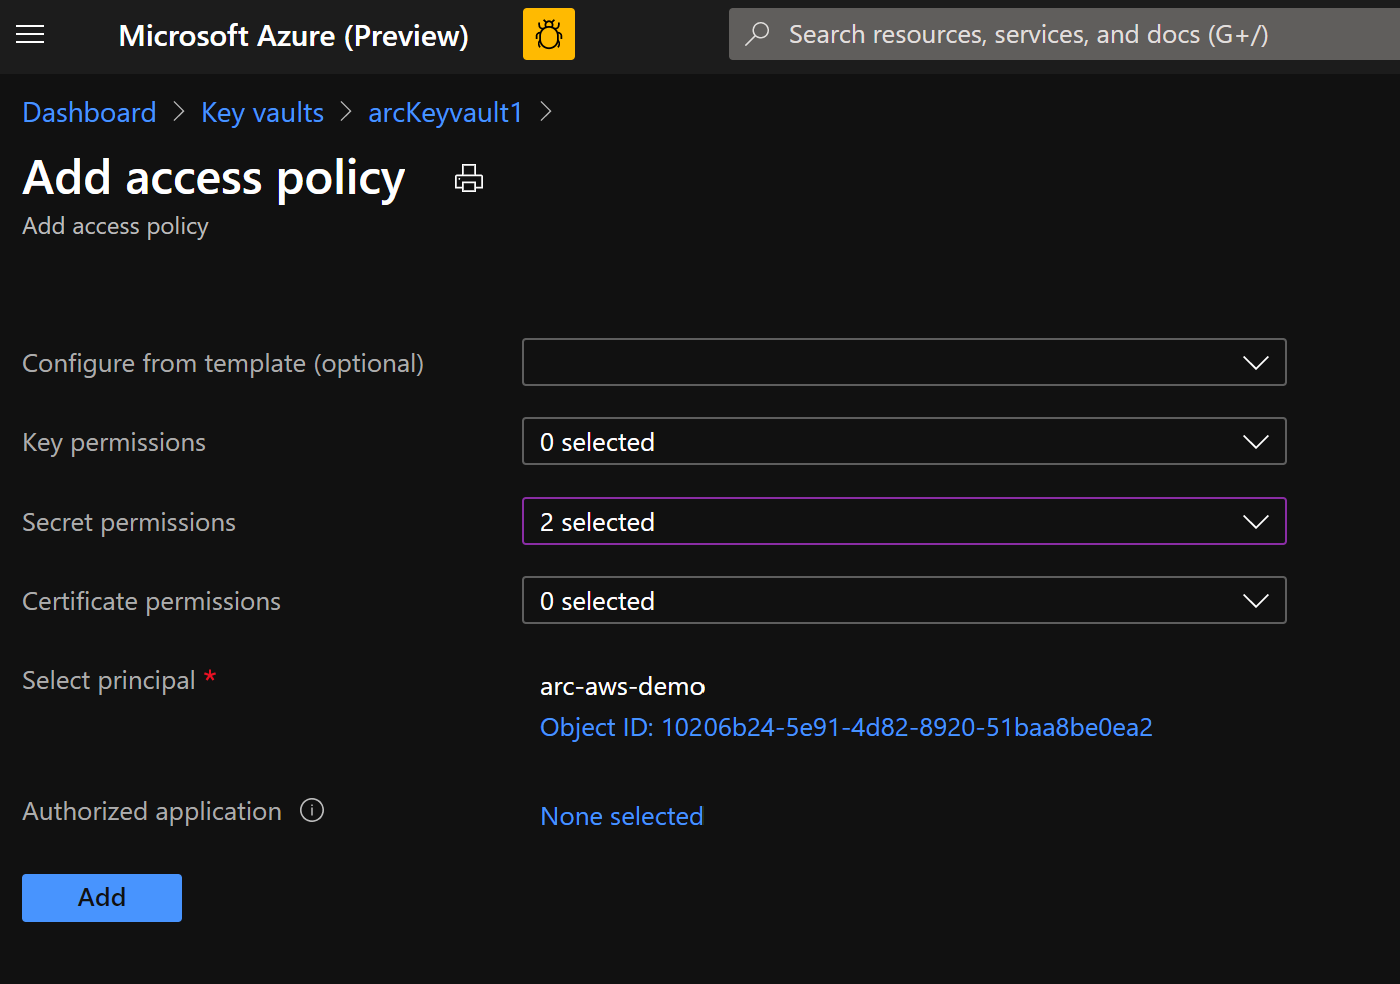 Microsoft Azure (Preview)
Search resources, services, and docs (G+/)
Dashboard > Key vaults > arcKeyvault1 >
Add access policy
Add access policy
Configure from template (optional)
Key permissions
0 selected
Secret permissions
2 selected
Certificate permissions
0 selected
Select principal *
arc-aws-demo
Object ID: 10206b24-5e91-4d82-8920-51baa8be0ea2
Authorized application
None selected
Add